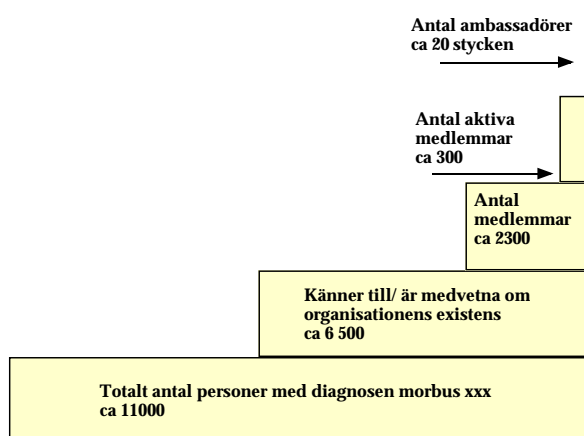 Antal ambassadörer
ca 20 stycken
Antal aktiva
medlemmar
ca 300
Antal
medlemmar
ca 2300
Känner till/ är medvetna om
organisationens existens
ca 6 500
Totalt antal personer med diagnosen morbus xxx
ca 11000